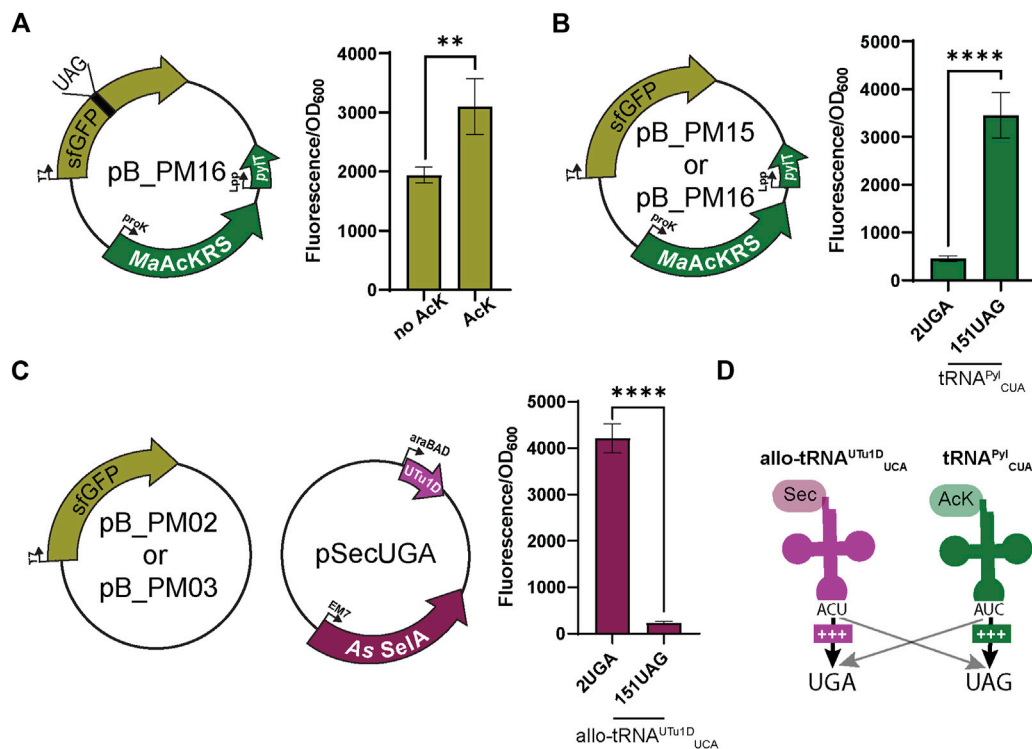 A
UAG
sfGFP
T7
pB_PM16
Lpp
pylT
proK
MaAcKRS
Fluorescence/OD600
4000
3000
2000
1000
0
**
no AcK
AcK
B
sfGFP
T7
pB_PM15
or
pB_PM16
Lpp
pylT
proK
MaAcKRS
Fluorescence/OD600
5000
4000
3000
2000
1000
0
****
2UGA
151UAG
tRNAPylCUA
C
sfGFP
T7
pB_PM02
or
pB_PM03
araBAD
UTu1D
pSecUGA
EM7
As SelA
Fluorescence/OD600
5000
4000
3000
2000
1000
0
****
2UGA
151UAG
allo-tRNAUTu1DUCA
D
allo-tRNAUTu1DUCA
tRNAPylCUA
Sec
AcK
ACU
AUC
+++
+++
UGA
UAG